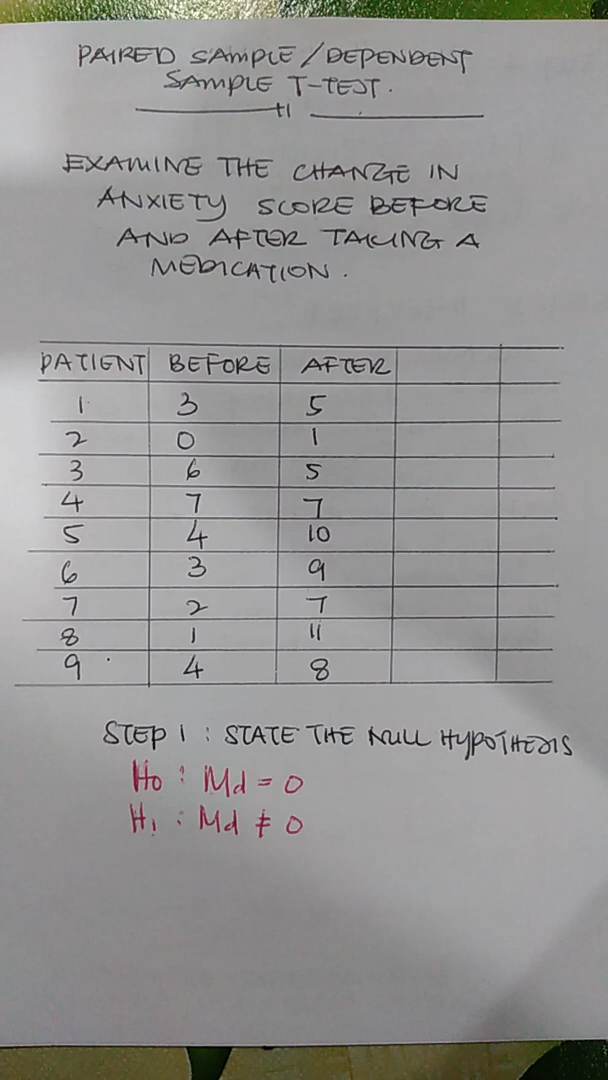 PAIRED SAMPLE/DEPENDENT
SAMPLE T-TEST.
EXAMINE THE CHANGE IN
ANXIETY SCORE BEFORE
AND AFTER TAKING A
MEDICATION.
PATIENT BEFORE AFTER
1 3 5
2 0 1
3 6 5
4 7 7
5 4 10
6 3 9
7 2 7
8 1 11
9 4 8
STEP 1 : STATE THE NULL HYPOTHESIS
H0 : Md = 0
H1 : Md ≠ 0